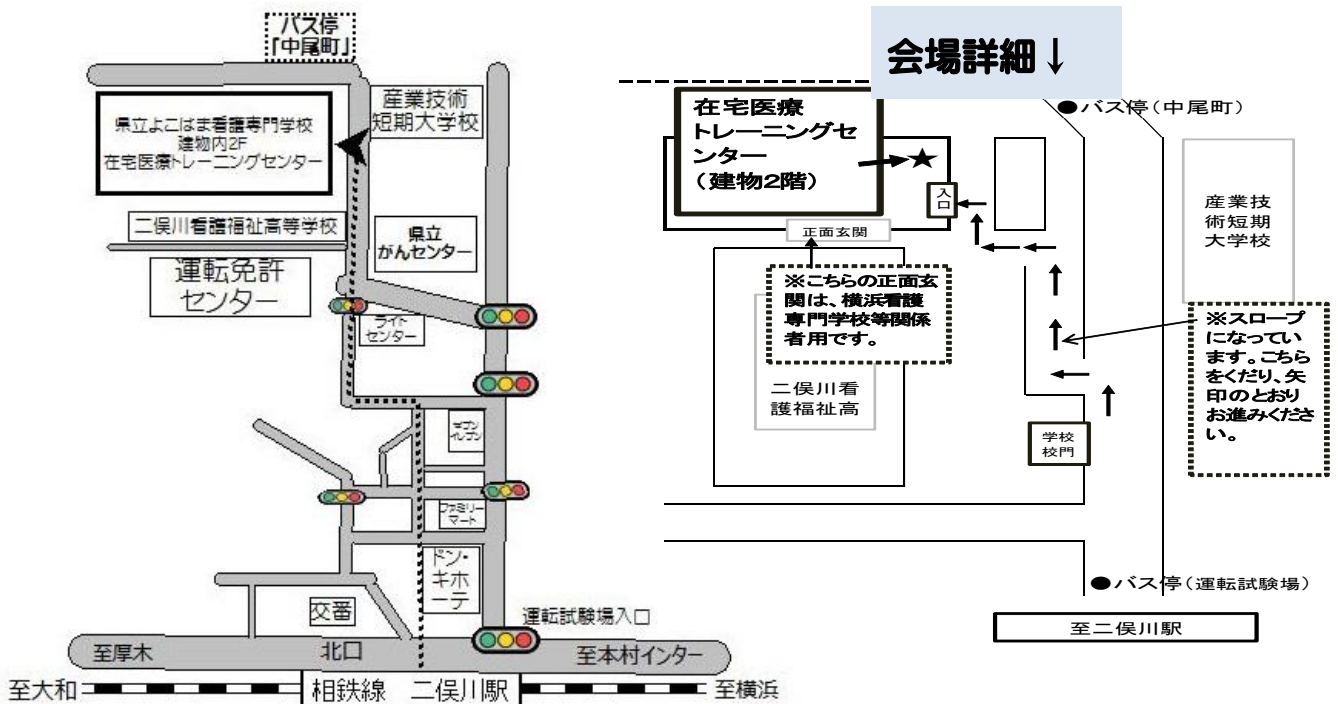 バス停
「中尾町」
産業技術
短期大学校
県立よこはま看護専門学校
建物内2F
在宅医療トレーニングセンター
二俣川看護福祉高等学校
県立
がんセンター
運転免許
センター
ライト
センター
セブン
イレブン
ファミリー
マート
ドン・
キホ
ーテ
交番
運転試験場入口
至厚木
北口
至本村インター
至大和
相鉄線 二俣川駅
至横浜
会場詳細↓
在宅医療
トレーニングセ
ンター
(建物2階)
●バス停(中尾町)
入口
正面玄関
産業技
術短期
大学校
※こちらの正面玄
関は、横浜看護
専門学校等関係
者用です。
二俣川看
護福祉高
※スロープ
になってい
ます。こちら
をくだり、矢
印のとおり
お進みくださ
い。
学校
校門
●バス停(運転試験場)
至二俣川駅